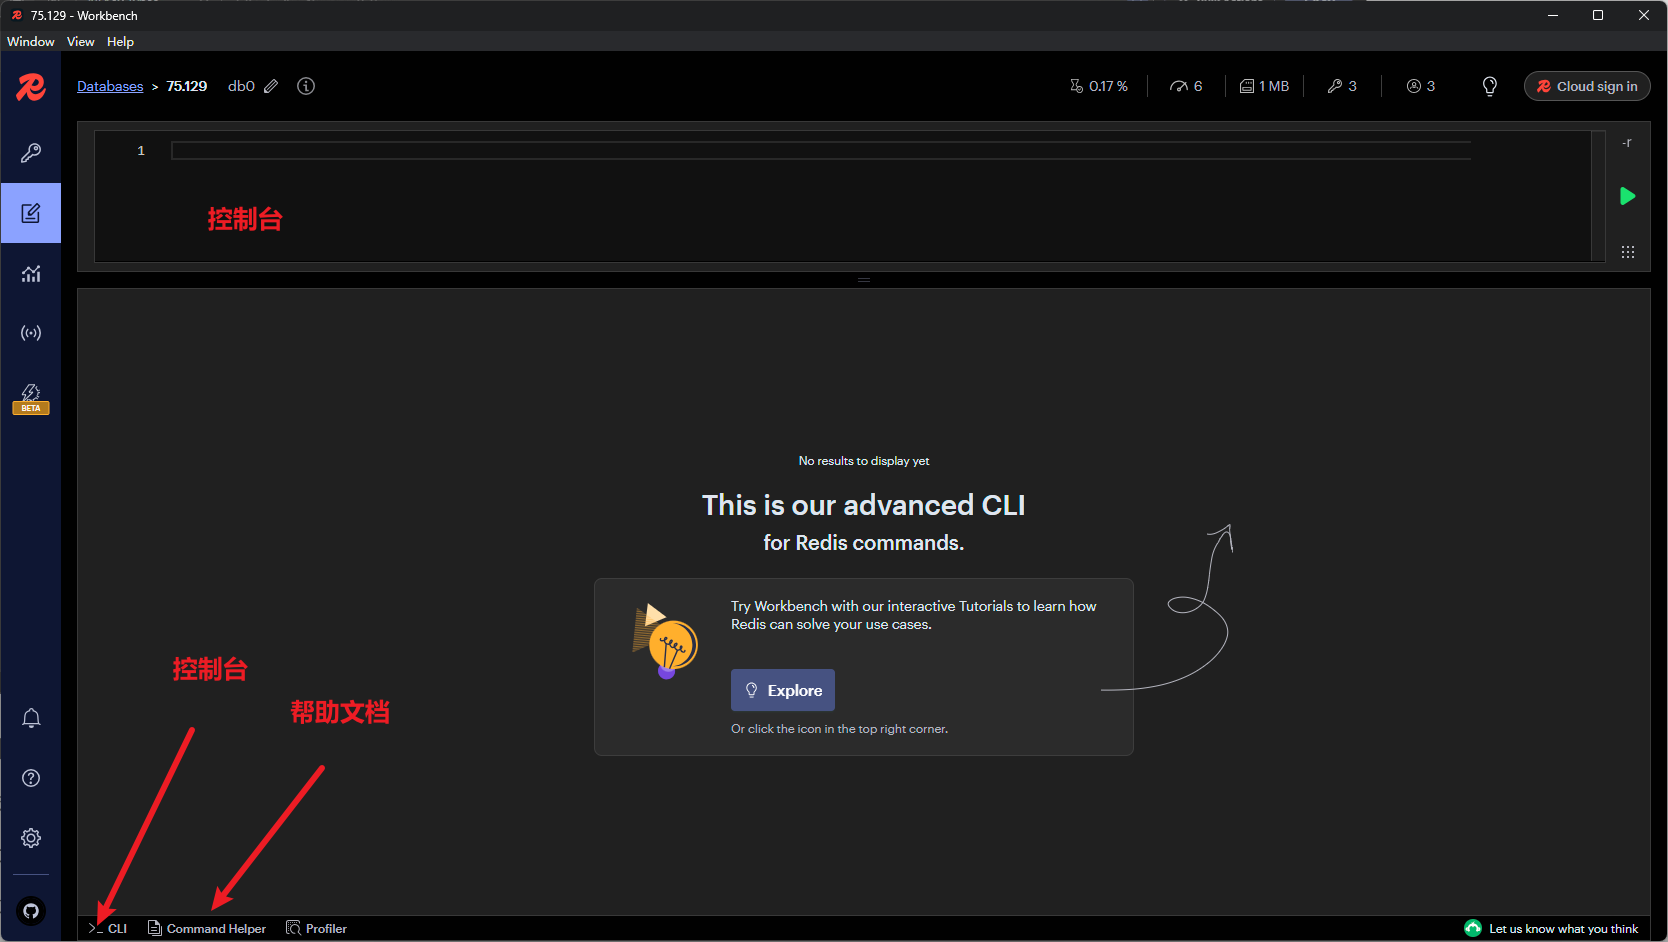 75.129 - Workbench
Window View Help
Databases > 75.129 db0 0.17 % 6 1 MB 3 3 Cloud sign in
1
-r
控制台
BETA
No results to display yet
This is our advanced CLI
for Redis commands.
Try Workbench with our interactive Tutorials to learn how
Redis can solve your use cases.
Explore
Or click the icon in the top right corner.
控制台
帮助文档
>_ CLI Command Helper Profiler Let us know what you think